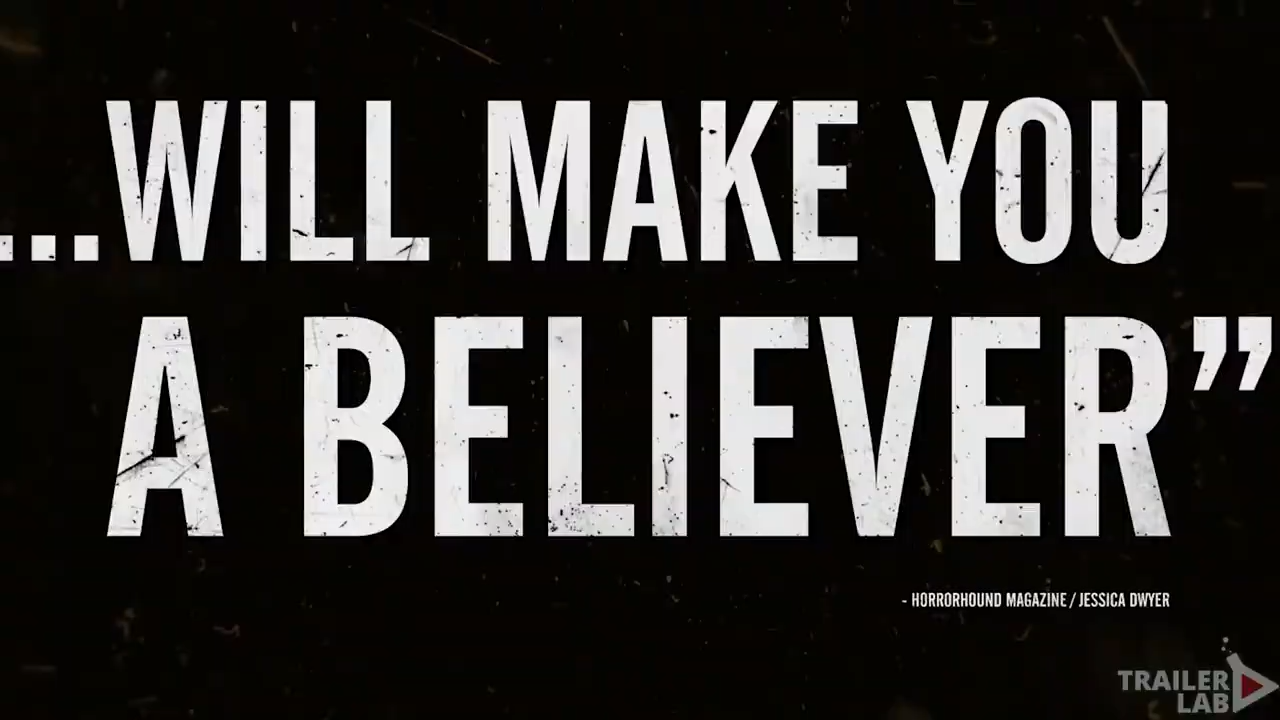 ...WILL MAKE YOU
A BELIEVER”
- HORRORHOUND MAGAZINE / JESSICA DWYER
TRAILER
LAB